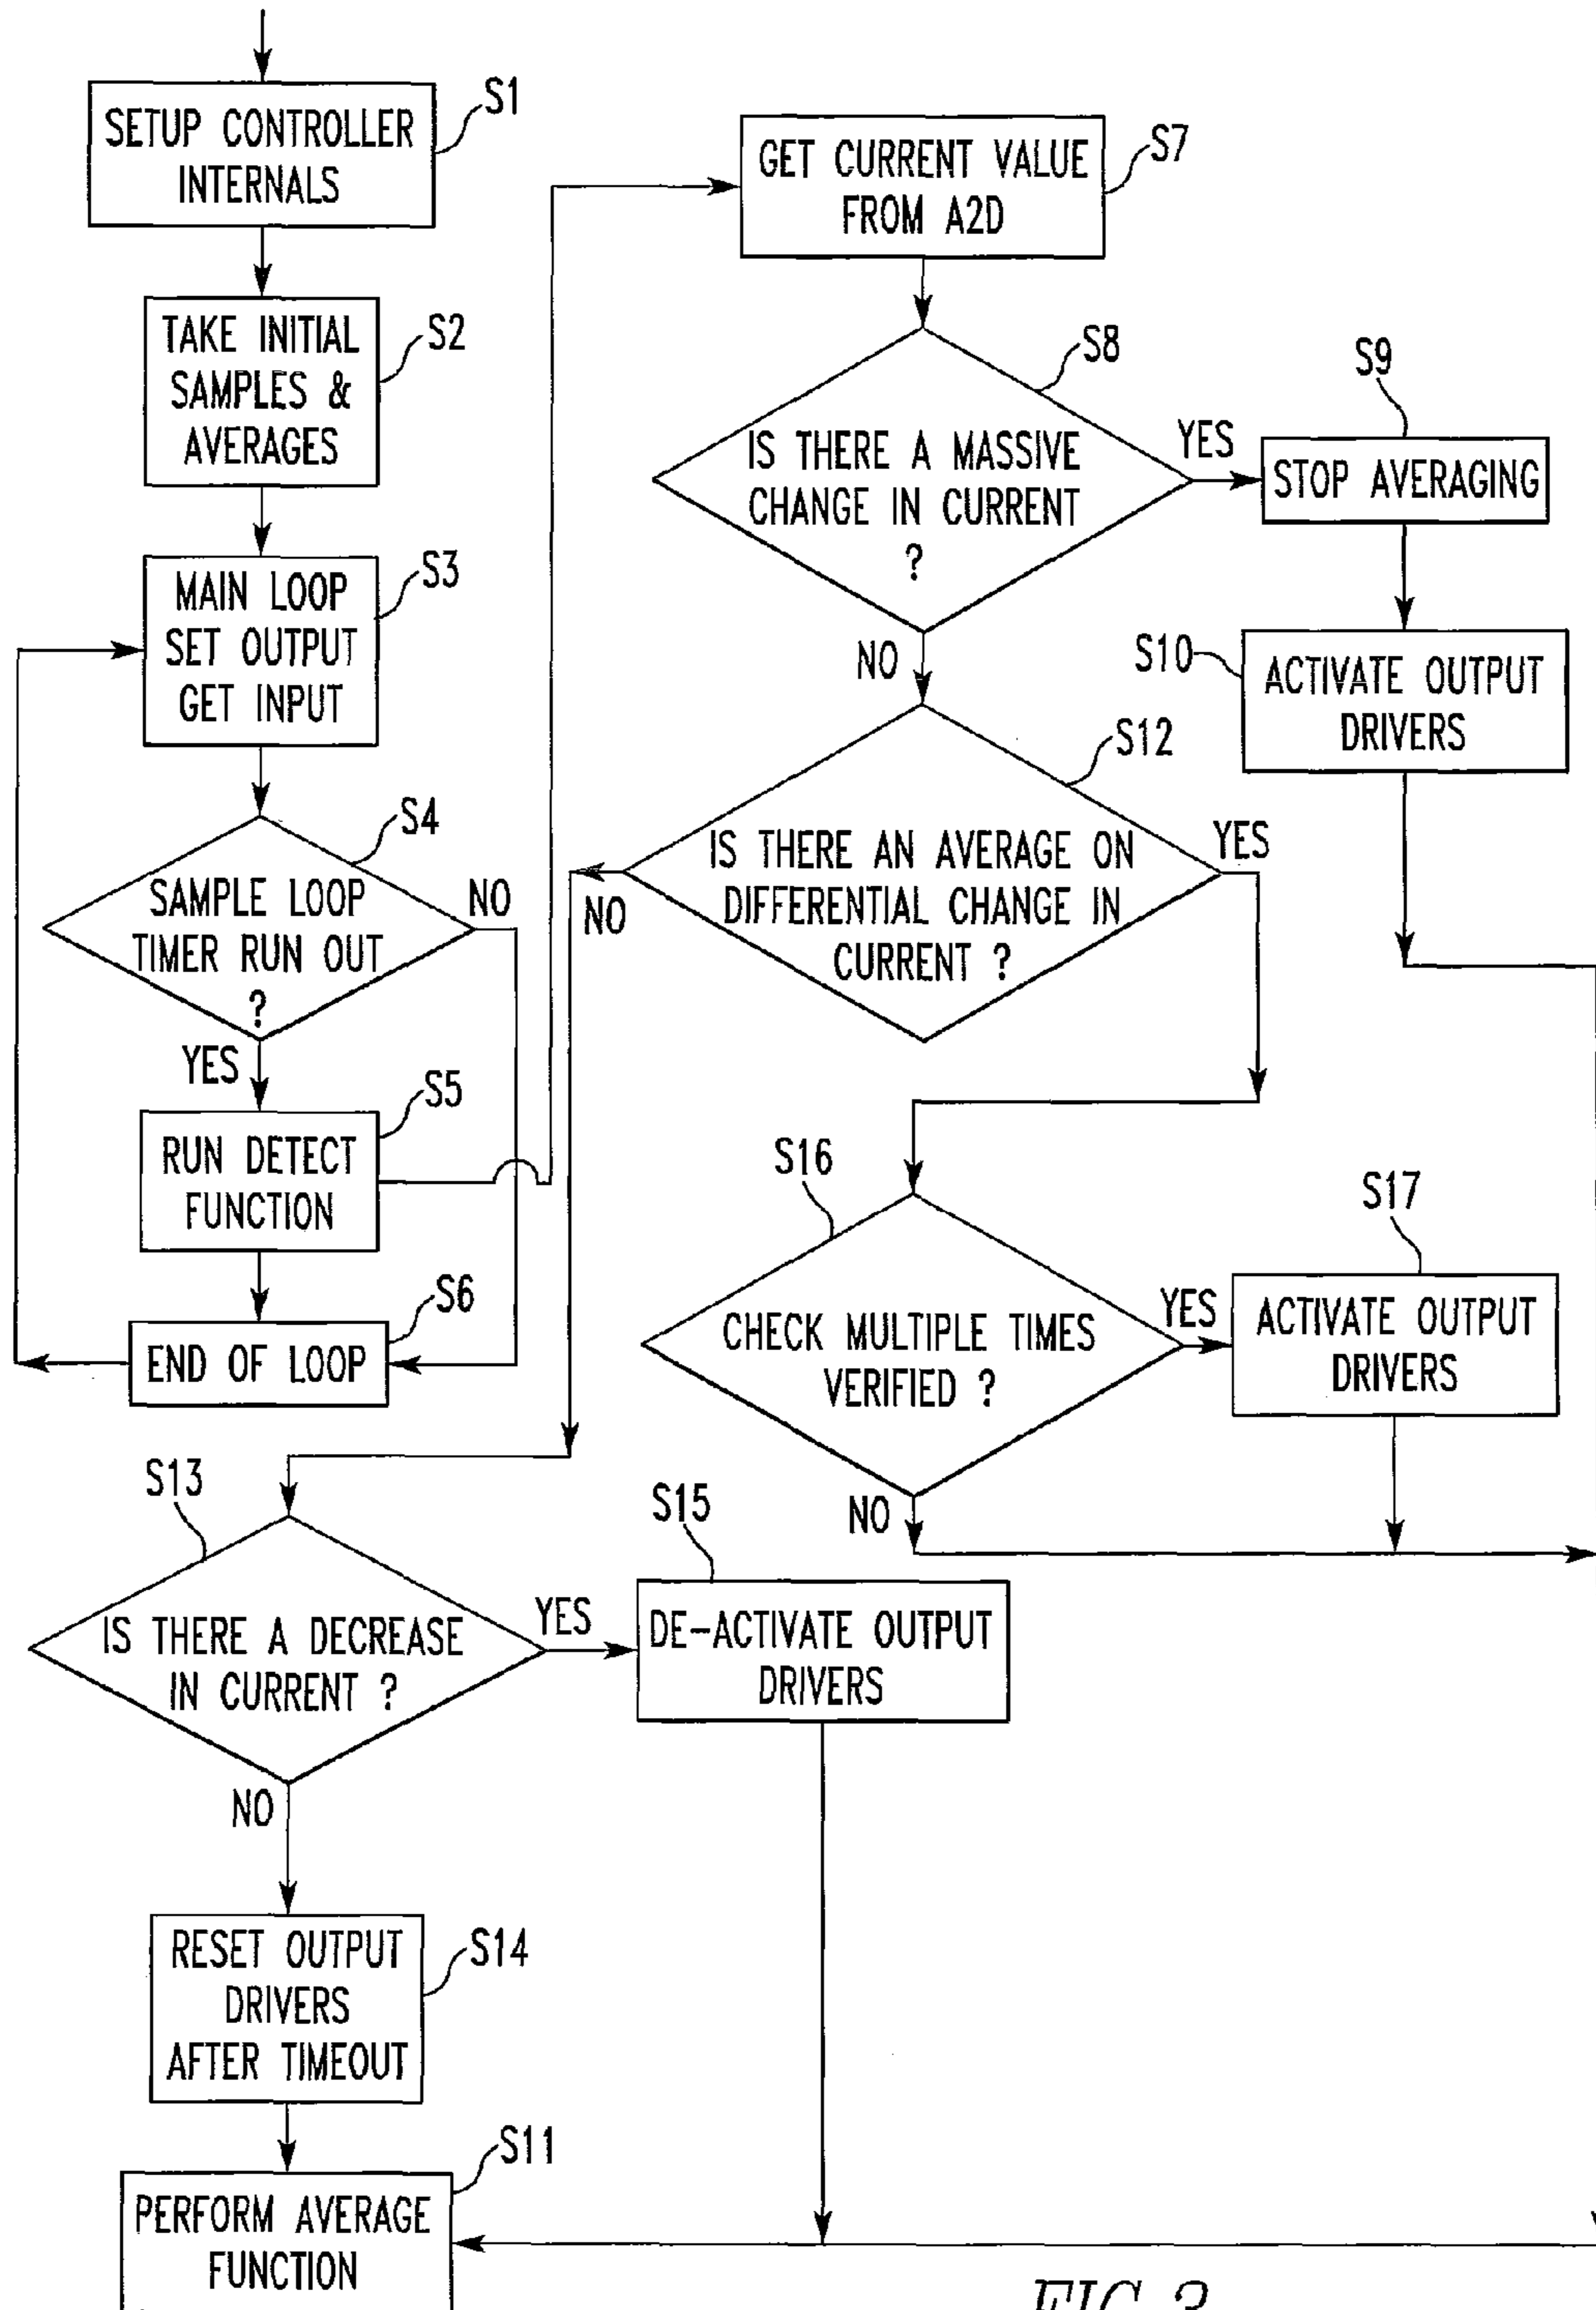 S1
SETUP CONTROLLER
INTERNALS
S2
TAKE INITIAL
SAMPLES &
AVERAGES
S3
MAIN LOOP
SET OUTPUT
GET INPUT
S4
SAMPLE LOOP
TIMER RUN OUT
?
NO
YES
S5
RUN DETECT
FUNCTION
S6
END OF LOOP
S7
GET CURRENT VALUE
FROM A2D
S8
IS THERE A MASSIVE
CHANGE IN CURRENT
?
YES
NO
S9
STOP AVERAGING
S10
ACTIVATE OUTPUT
DRIVERS
S12
IS THERE AN AVERAGE ON
DIFFERENTIAL CHANGE IN
CURRENT ?
YES
NO
S16
CHECK MULTIPLE TIMES
VERIFIED ?
YES
NO
S17
ACTIVATE OUTPUT
DRIVERS
S13
IS THERE A DECREASE
IN CURRENT ?
YES
NO
S15
DE-ACTIVATE OUTPUT
DRIVERS
S14
RESET OUTPUT
DRIVERS
AFTER TIMEOUT
S11
PERFORM AVERAGE
FUNCTION